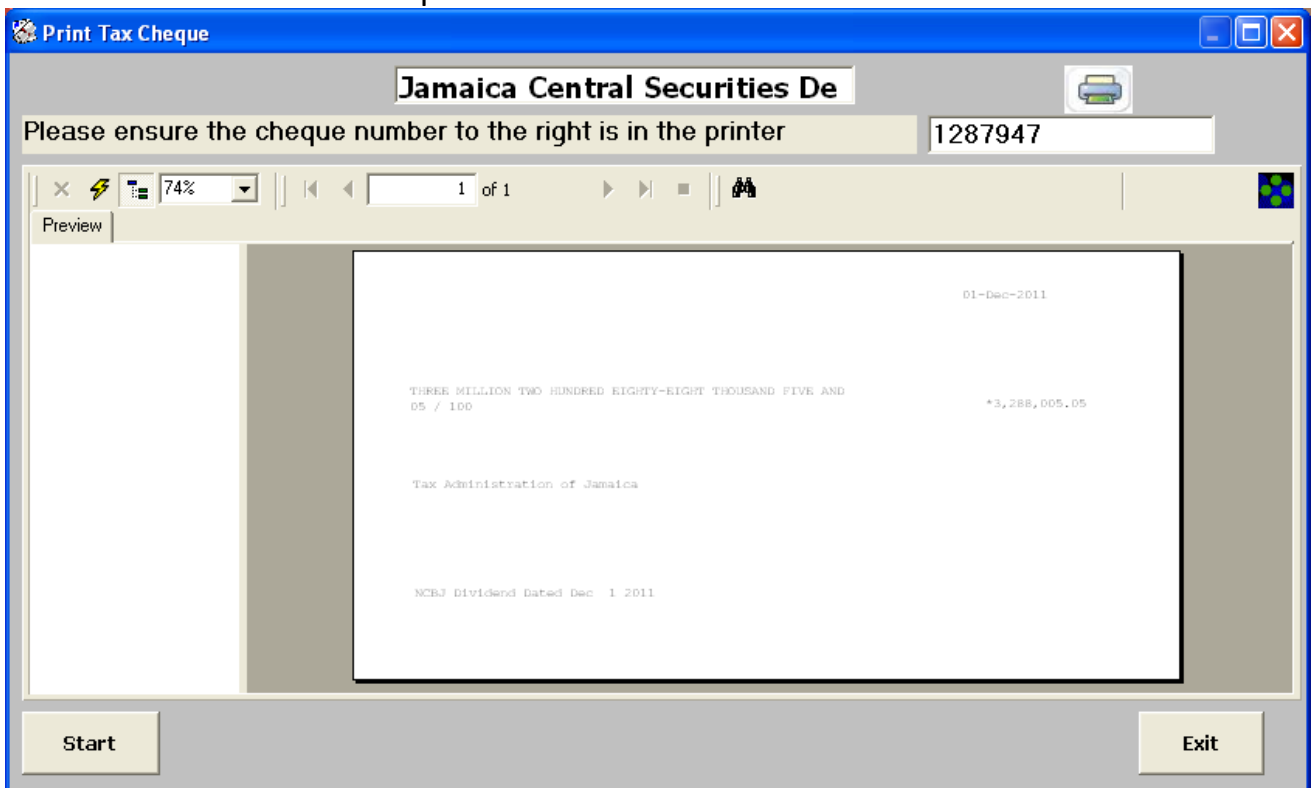 Print Tax Cheque
Jamaica Central Securities De
Please ensure the cheque number to the right is in the printer
1287947
74%
1 of 1
Preview
01-Dec-2011
THREE MILLION TWO HUNDRED EIGHTY-EIGHT THOUSAND FIVE AND
05 / 100
*3,288,005.05
Tax Administration of Jamaica
NCBJ Dividend Dated Dec 1 2011
Start
Exit